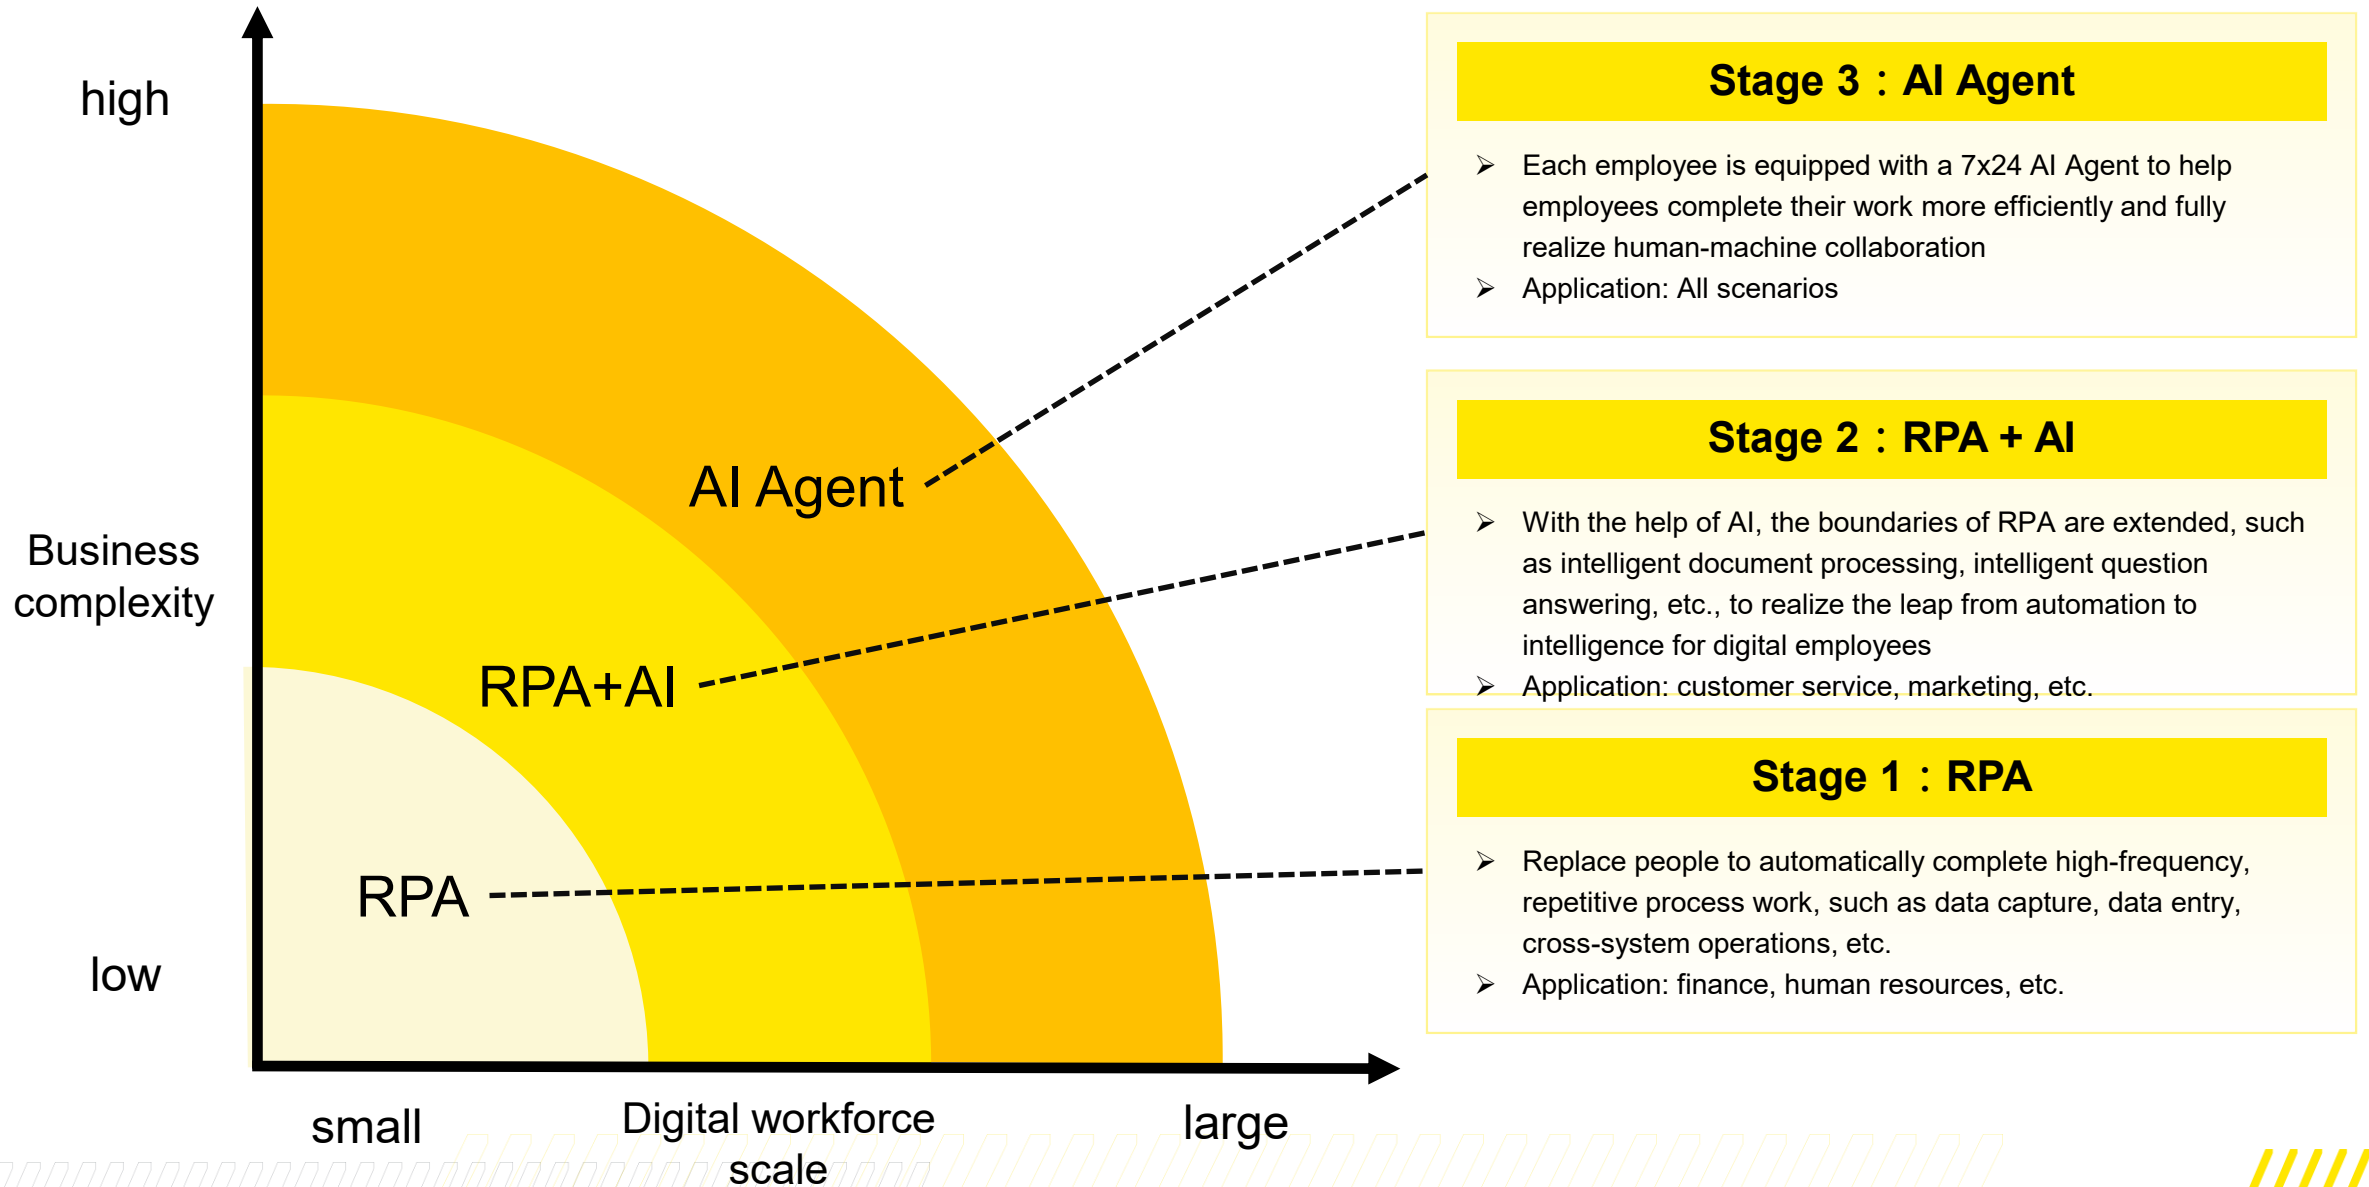 high
Business
complexity
low
small
Digital workforce
scale
large
AI Agent
RPA+AI
RPA
Stage 3：AI Agent
➢ Each employee is equipped with a 7x24 AI Agent to help
employees complete their work more efficiently and fully
realize human-machine collaboration
➢ Application: All scenarios
Stage 2：RPA + AI
➢ With the help of AI, the boundaries of RPA are extended, such
as intelligent document processing, intelligent question
answering, etc., to realize the leap from automation to
intelligence for digital employees
➢ Application: customer service, marketing, etc.
Stage 1：RPA
➢ Replace people to automatically complete high-frequency,
repetitive process work, such as data capture, data entry,
cross-system operations, etc.
➢ Application: finance, human resources, etc.